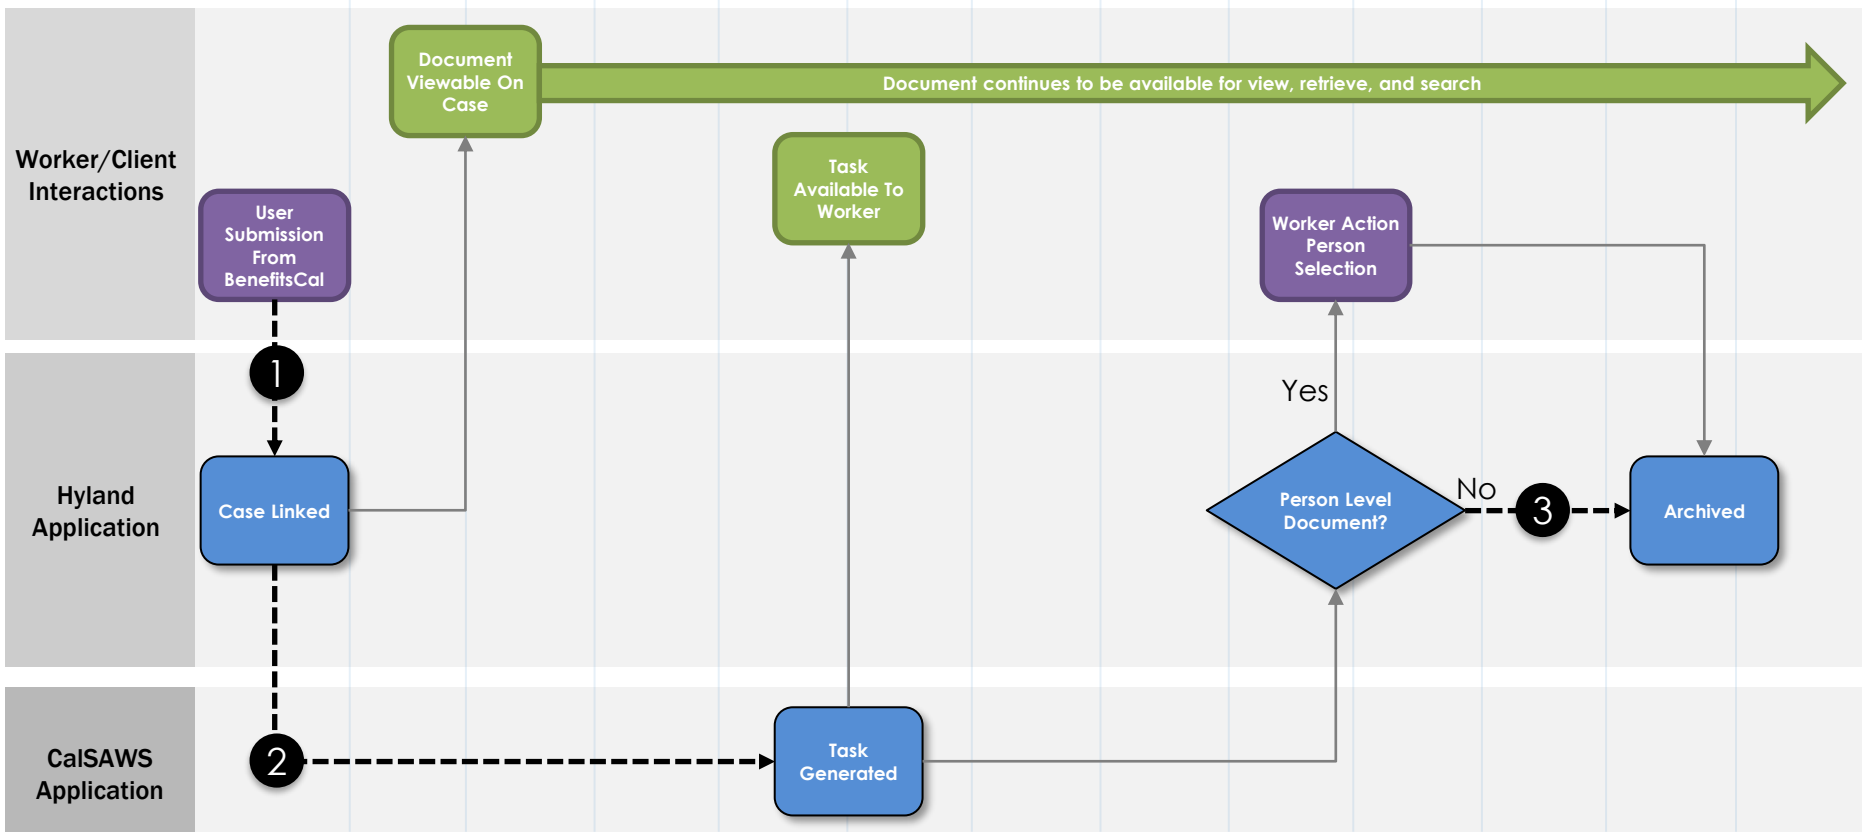 Worker/Client
Interactions
Document
Viewable On
Case
Document continues to be available for view, retrieve, and search
Task
Available To
Worker
User
Submission
From
BenefitsCal
Worker Action
Person
Selection
1
Yes
Hyland
Application
Case Linked
Person Level
Document?
No
3
Archived
CalSAWS
Application
2
Task
Generated